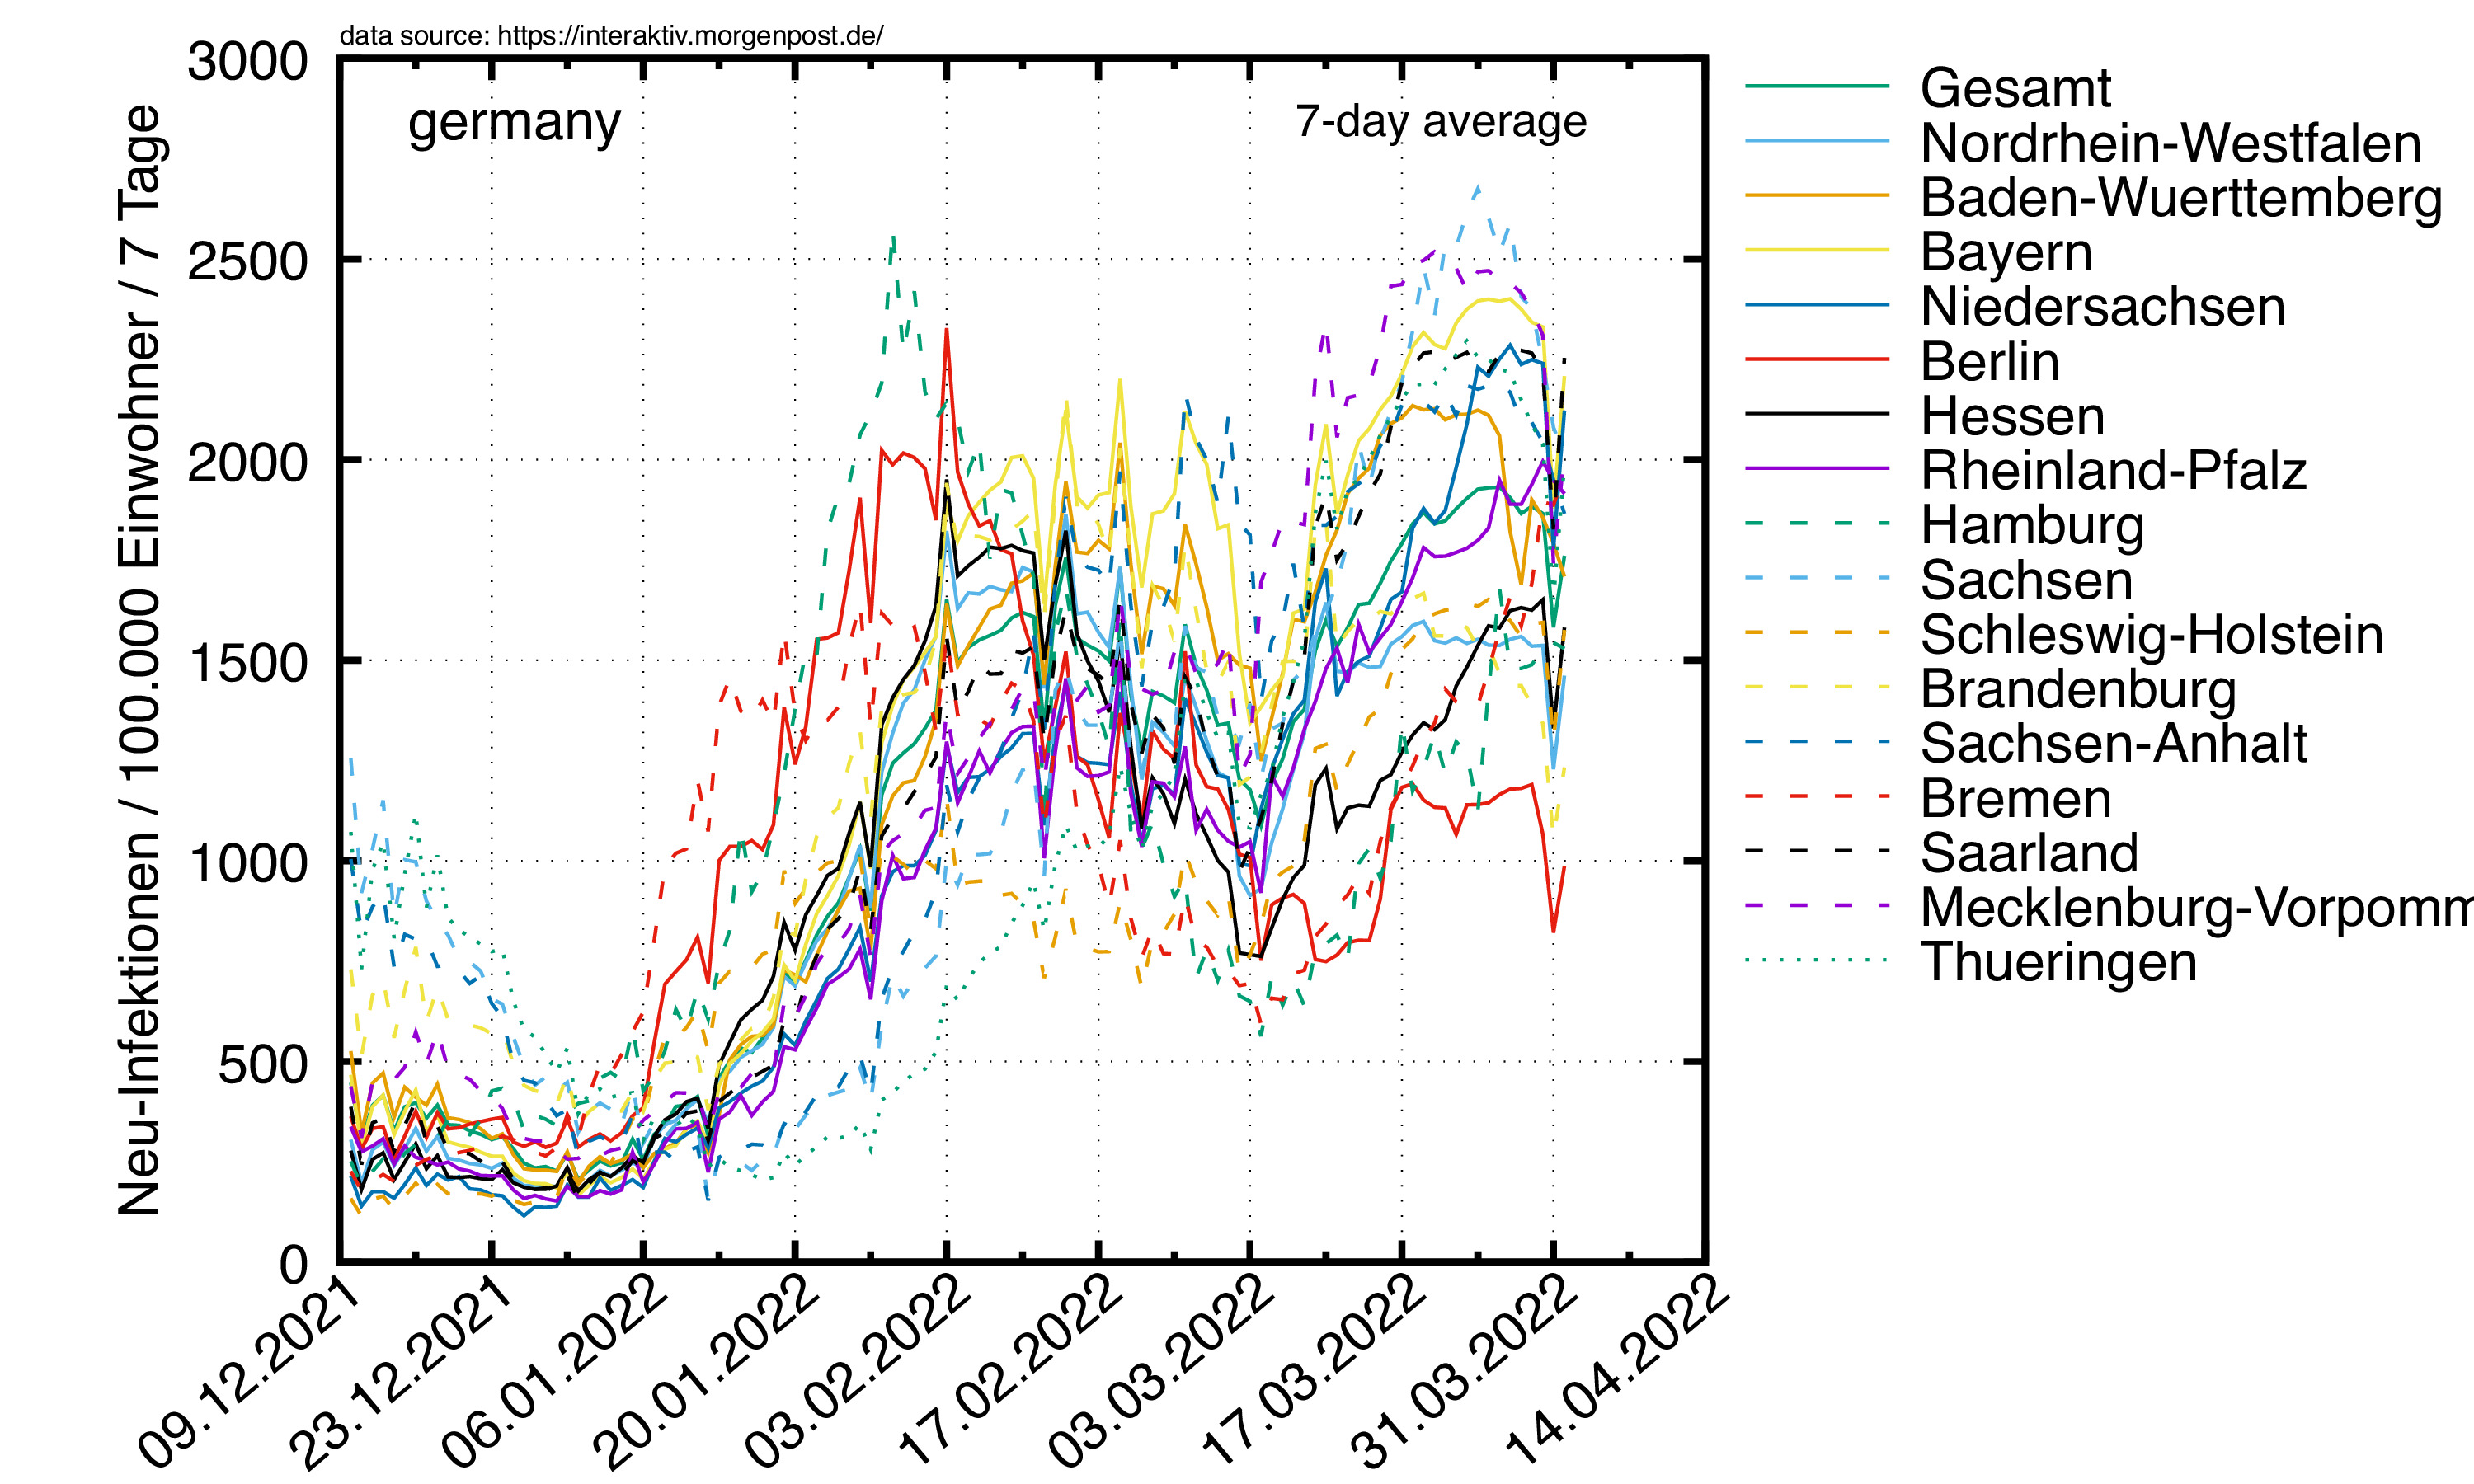 data source: https://interaktiv.morgenpost.de/
germany
7-day average
Neu-Infektionen / 100.000 Einwohner / 7 Tage
3000
2500
2000
1500
1000
500
0
09.12.2021
23.12.2021
06.01.2022
20.01.2022
03.02.2022
17.02.2022
03.03.2022
17.03.2022
31.03.2022
14.04.2022
Gesamt
Nordrhein-Westfalen
Baden-Wuerttemberg
Bayern
Niedersachsen
Berlin
Hessen
Rheinland-Pfalz
Hamburg
Sachsen
Schleswig-Holstein
Brandenburg
Sachsen-Anhalt
Bremen
Saarland
Mecklenburg-Vorpomm
Thueringen